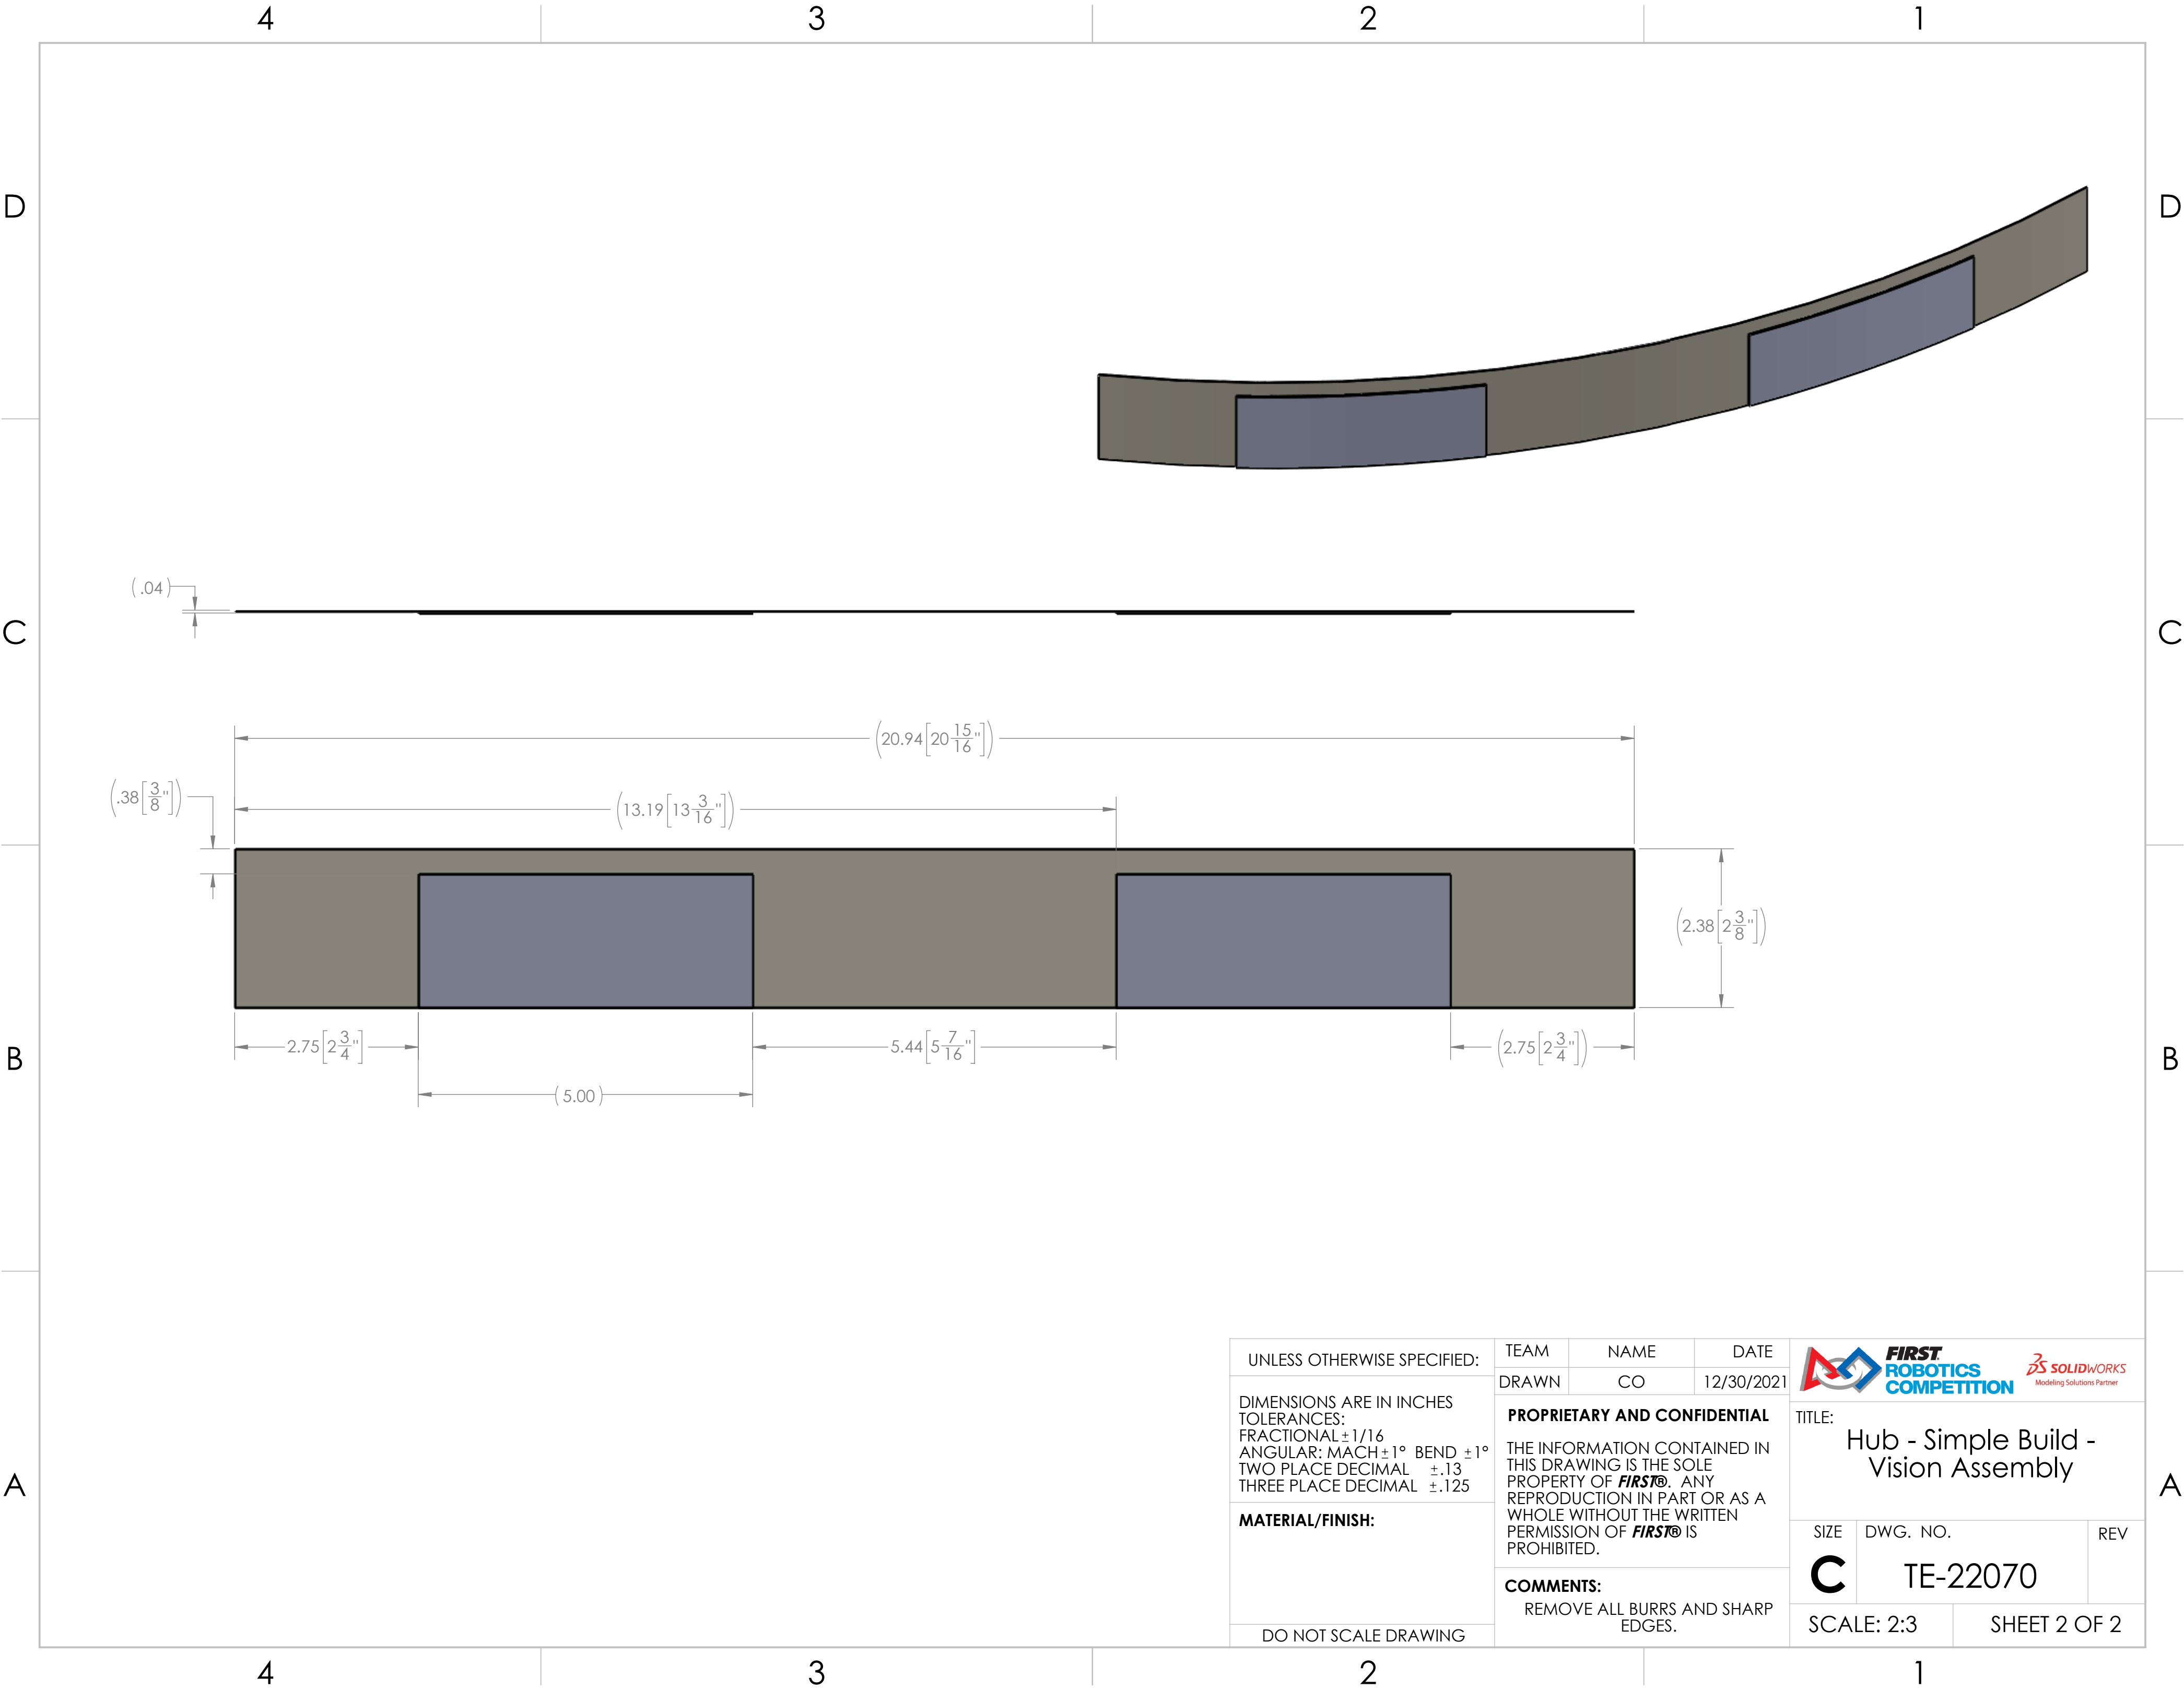 4 3 2 1
D D
(.04)
C C
(20.94[20 15/16"])
(.38[3/8"])
(13.19[13 3/16"])
(2.38[2 3/8"])
2.75[2 3/4"]
5.44[5 7/16"]
(2.75[2 3/4"])
B B
(5.00)
UNLESS OTHERWISE SPECIFIED:
DIMENSIONS ARE IN INCHES
TOLERANCES:
FRACTIONAL±1/16
ANGULAR: MACH±1° BEND ±1°
TWO PLACE DECIMAL ±.13
THREE PLACE DECIMAL ±.125
MATERIAL/FINISH:
DO NOT SCALE DRAWING
TEAM NAME DATE
DRAWN CO 12/30/2021
PROPRIETARY AND CONFIDENTIAL
THE INFORMATION CONTAINED IN
THIS DRAWING IS THE SOLE
PROPERTY OF FIRST®. ANY
REPRODUCTION IN PART OR AS A
WHOLE WITHOUT THE WRITTEN
PERMISSION OF FIRST® IS
PROHIBITED.
COMMENTS:
REMOVE ALL BURRS AND SHARP
EDGES.
FIRST®
ROBOTICS
COMPETITION
3DS SOLIDWORKS
Modeling Solutions Partner
TITLE:
Hub - Simple Build -
Vision Assembly
SIZE DWG. NO. REV
C TE-22070
SCALE: 2:3 SHEET 2 OF 2
A A
4 3 2 1